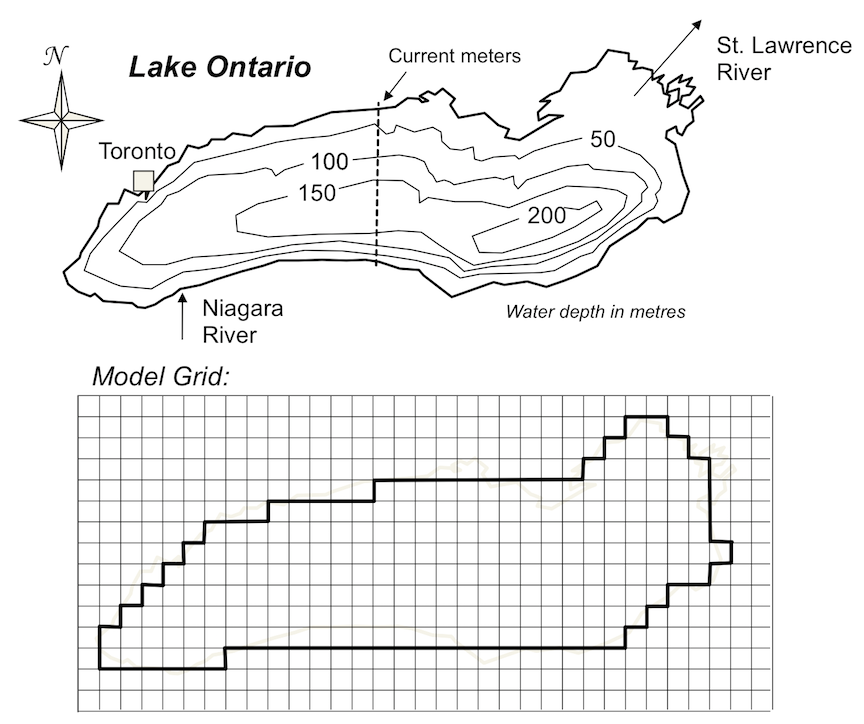 N
Lake Ontario
Current meters
St. Lawrence
River
Toronto
50
100
150
200
Niagara
River
Water depth in metres
Model Grid: